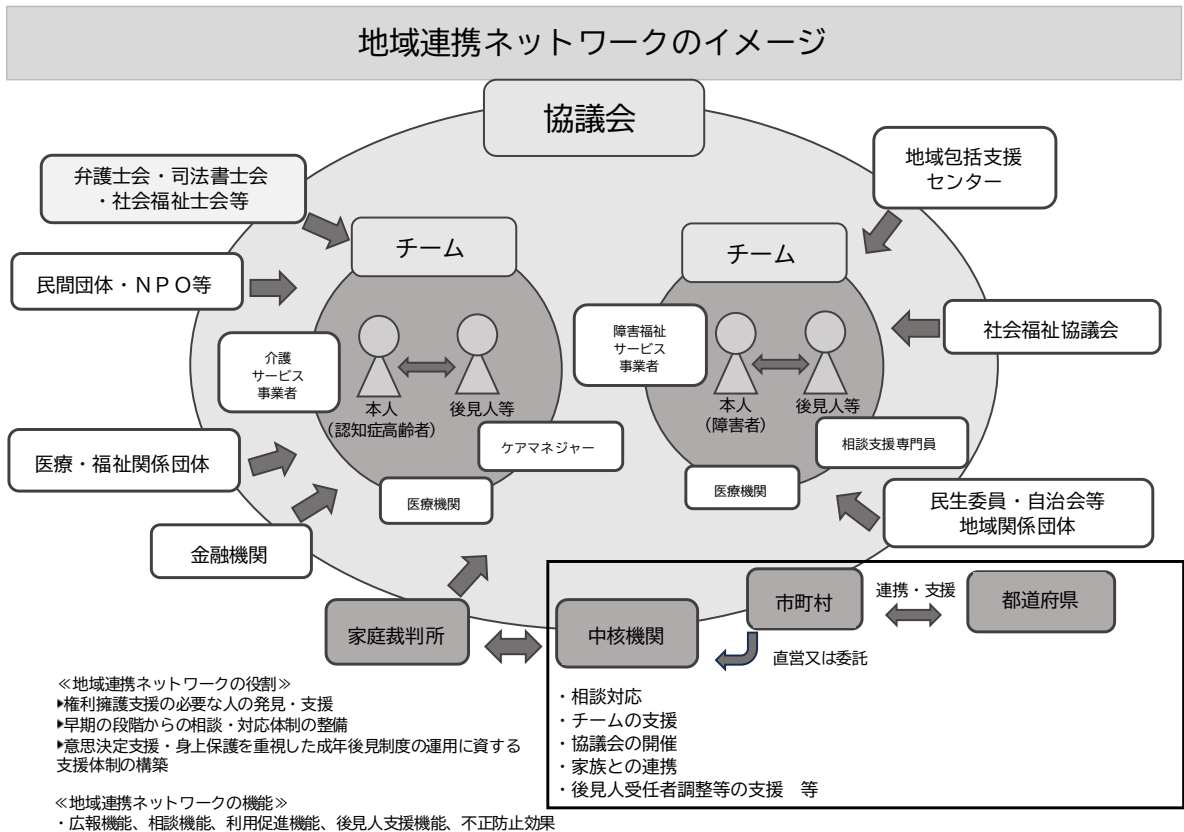 地域連携ネットワークのイメージ
協議会
弁護士会・司法書士会
・社会福祉士会等
地域包括支援
センター
チーム
チーム
民間団体・ＮＰＯ等
社会福祉協議会
介護
サービス
事業者
本人
(認知症高齢者)
後見人等
ケアマネジャー
医療機関
障害福祉
サービス
事業者
本人
(障害者)
後見人等
相談支援専門員
医療機関
医療・福祉関係団体
金融機関
民生委員・自治会等
地域関係団体
家庭裁判所
中核機関
市町村
連携・支援
都道府県
直営又は委託
・相談対応
・チームの支援
・協議会の開催
・家族との連携
・後見人受任者調整等の支援　等
≪地域連携ネットワークの役割≫
▶権利擁護支援の必要な人の発見・支援
▶早期の段階からの相談・対応体制の整備
▶意思決定支援・身上保護を重視した成年後見制度の運用に資する
支援体制の構築
≪地域連携ネットワークの機能≫
・広報機能、相談機能、利用促進機能、後見人支援機能、不正防止効果